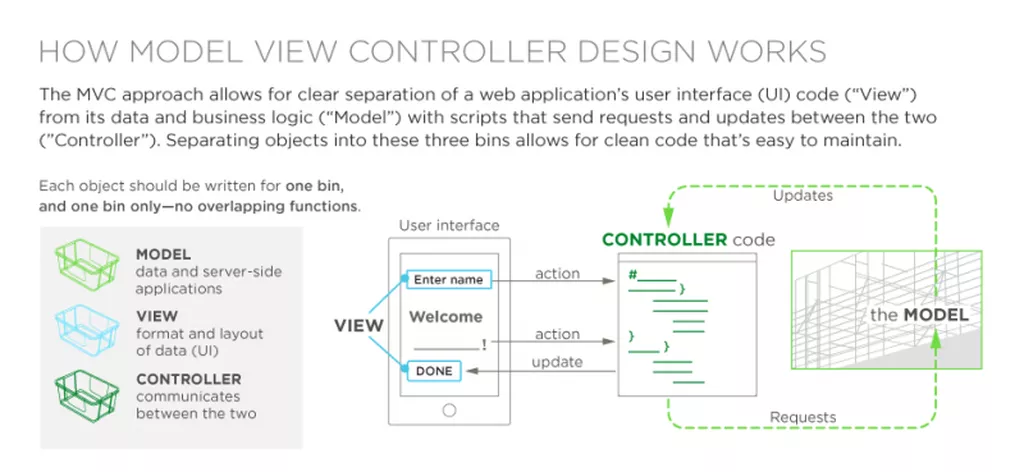 HOW MODEL VIEW CONTROLLER DESIGN WORKS
The MVC approach allows for clear separation of a web application's user interface (UI) code (“View”)
from its data and business logic (“Model”) with scripts that send requests and updates between the two
(”Controller”). Separating objects into these three bins allows for clean code that's easy to maintain.
Each object should be written for one bin,
and one bin only—no overlapping functions.
MODEL
data and server-side
applications
VIEW
format and layout
of data (UI)
CONTROLLER
communicates
between the two
User interface
VIEW
Enter name
Welcome
!
DONE
action
action
update
CONTROLLER code
#
}
}
}
Updates
the MODEL
Requests